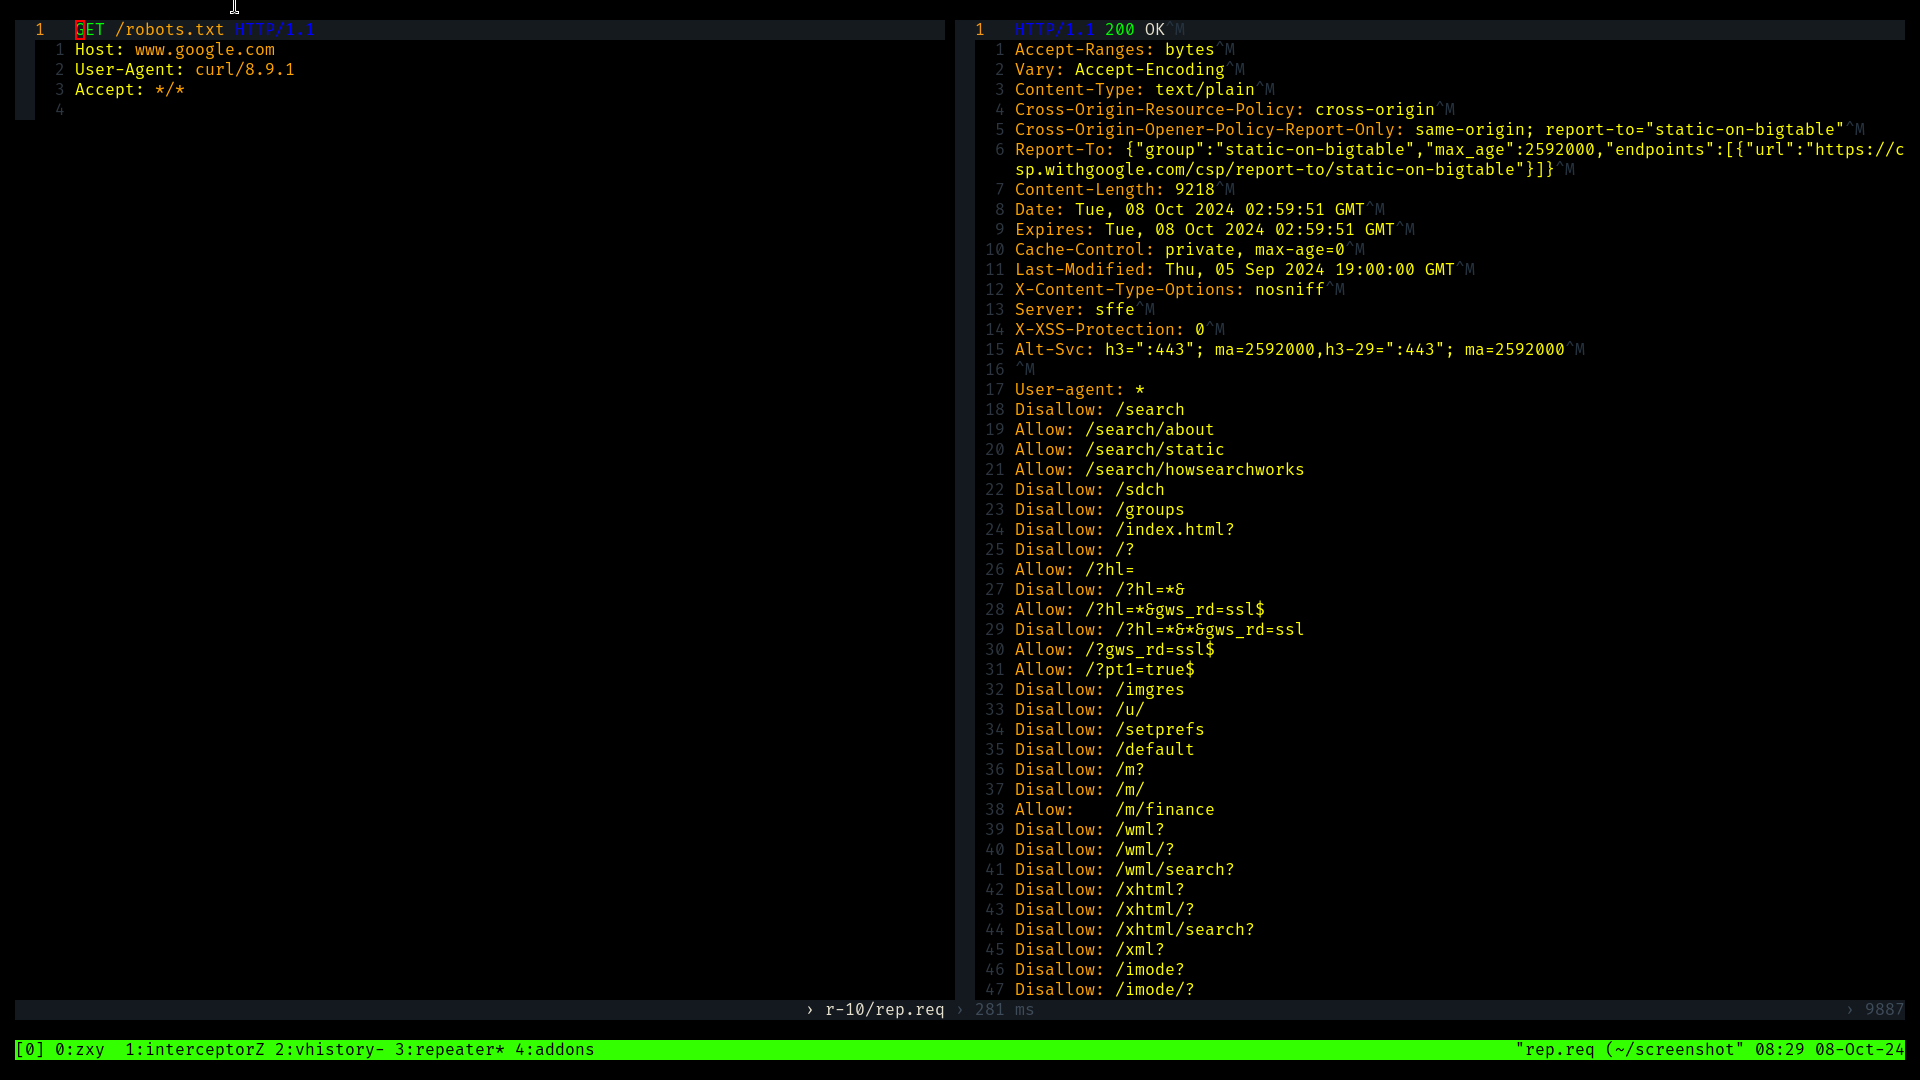 1 GET /robots.txt HTTP/1.1
1 Host: www.google.com
2 User-Agent: curl/8.9.1
3 Accept: */*
4
› r-10/rep.req
1 HTTP/1.1 200 OK^M
1 Accept-Ranges: bytes^M
2 Vary: Accept-Encoding^M
3 Content-Type: text/plain^M
4 Cross-Origin-Resource-Policy: cross-origin^M
5 Cross-Origin-Opener-Policy-Report-Only: same-origin; report-to="static-on-bigtable"^M
6 Report-To: {"group":"static-on-bigtable","max_age":2592000,"endpoints":[{"url":"https://c
sp.withgoogle.com/csp/report-to/static-on-bigtable"}]}^M
7 Content-Length: 9218^M
8 Date: Tue, 08 Oct 2024 02:59:51 GMT^M
9 Expires: Tue, 08 Oct 2024 02:59:51 GMT^M
10 Cache-Control: private, max-age=0^M
11 Last-Modified: Thu, 05 Sep 2024 19:00:00 GMT^M
12 X-Content-Type-Options: nosniff^M
13 Server: sffe^M
14 X-XSS-Protection: 0^M
15 Alt-Svc: h3=":443"; ma=2592000,h3-29=":443"; ma=2592000^M
16 ^M
17 User-agent: *
18 Disallow: /search
19 Allow: /search/about
20 Allow: /search/static
21 Allow: /search/howsearchworks
22 Disallow: /sdch
23 Disallow: /groups
24 Disallow: /index.html?
25 Disallow: /?
26 Allow: /?hl=
27 Disallow: /?hl=*&
28 Allow: /?hl=*&gws_rd=ssl$
29 Disallow: /?hl=*&*&gws_rd=ssl
30 Allow: /?gws_rd=ssl$
31 Allow: /?pt1=true$
32 Disallow: /imgres
33 Disallow: /u/
34 Disallow: /setprefs
35 Disallow: /default
36 Disallow: /m?
37 Disallow: /m/
38 Allow:    /m/finance
39 Disallow: /wml?
40 Disallow: /wml/?
41 Disallow: /wml/search?
42 Disallow: /xhtml?
43 Disallow: /xhtml/?
44 Disallow: /xhtml/search?
45 Disallow: /xml?
46 Disallow: /imode?
47 Disallow: /imode/?
› 281 ms › 9887
[0] 0:zxy  1:interceptorZ 2:vhistory- 3:repeater* 4:addons "rep.req (~/screenshot" 08:29 08-Oct-24